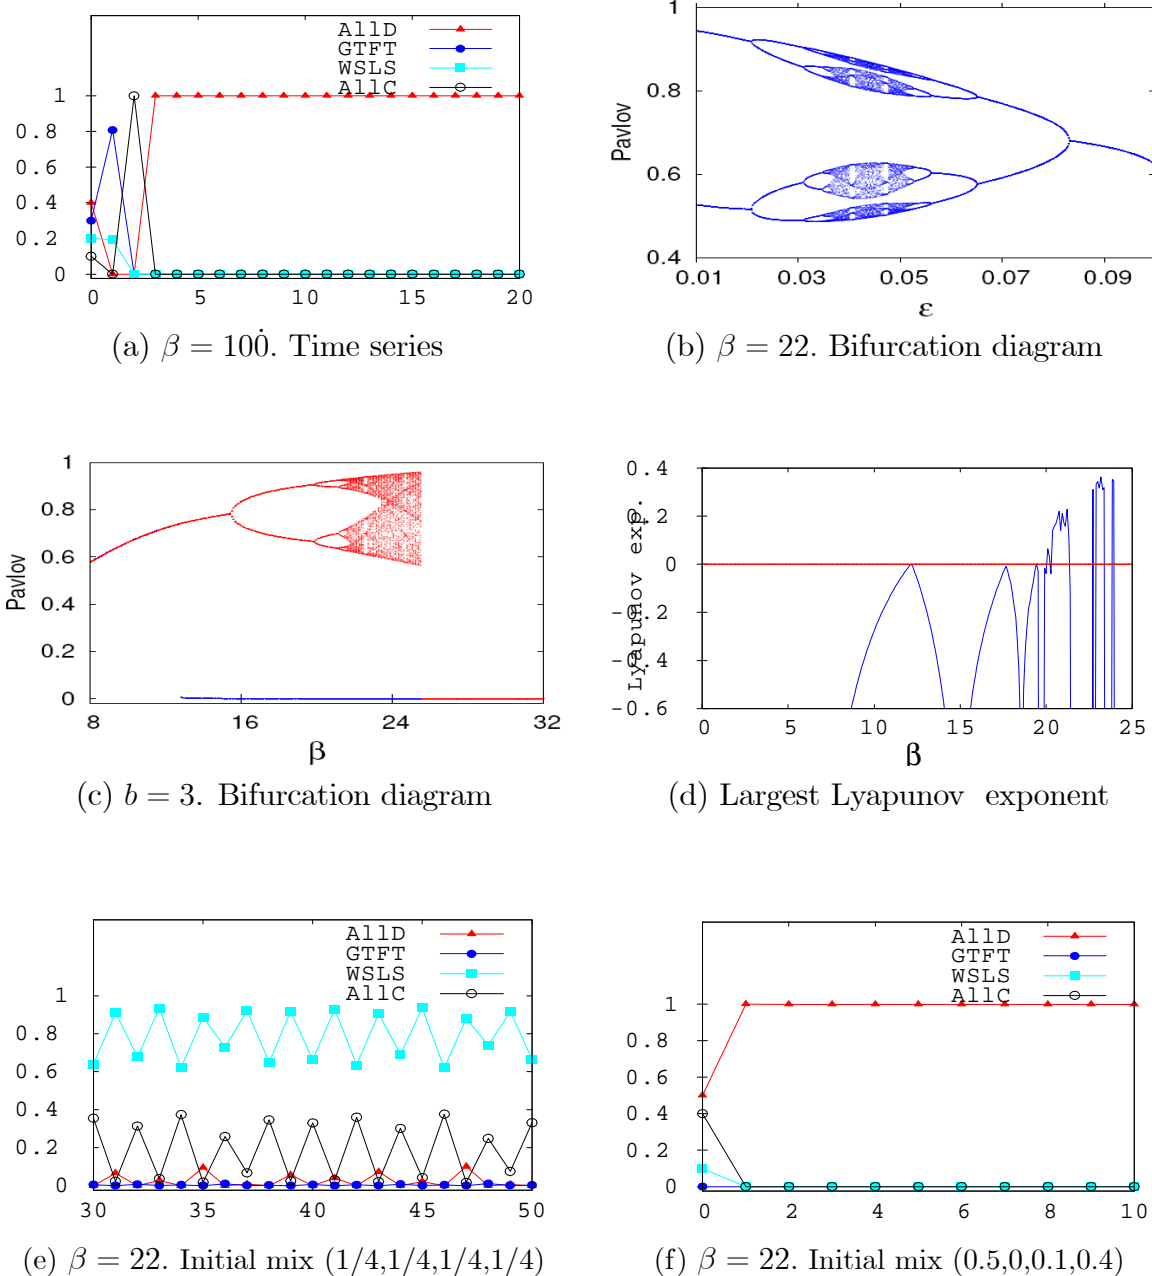 AllD
GTFT
WSLS
AllC
1
0.8
0.6
0.4
0.2
0
0 5 10 15 20
(a) β = 100̇. Time series
1
0.8
0.6
0.4
Pavlov
0.01 0.03 0.05 0.07 0.09
ε
(b) β = 22. Bifurcation diagram
1
0.8
0.6
0.4
0.2
0
Pavlov
8 16 24 32
β
(c) b = 3. Bifurcation diagram
0.4
0.2
0
-0.2
-0.4
-0.6
Lyapunov exp.
0 5 10 15 20 25
β
(d) Largest Lyapunov exponent
AllD
GTFT
WSLS
AllC
1
0.8
0.6
0.4
0.2
0
30 35 40 45 50
(e) β = 22. Initial mix (1/4,1/4,1/4,1/4)
AllD
GTFT
WSLS
AllC
1
0.8
0.6
0.4
0.2
0
0 2 4 6 8 10
(f) β = 22. Initial mix (0.5,0,0.1,0.4)